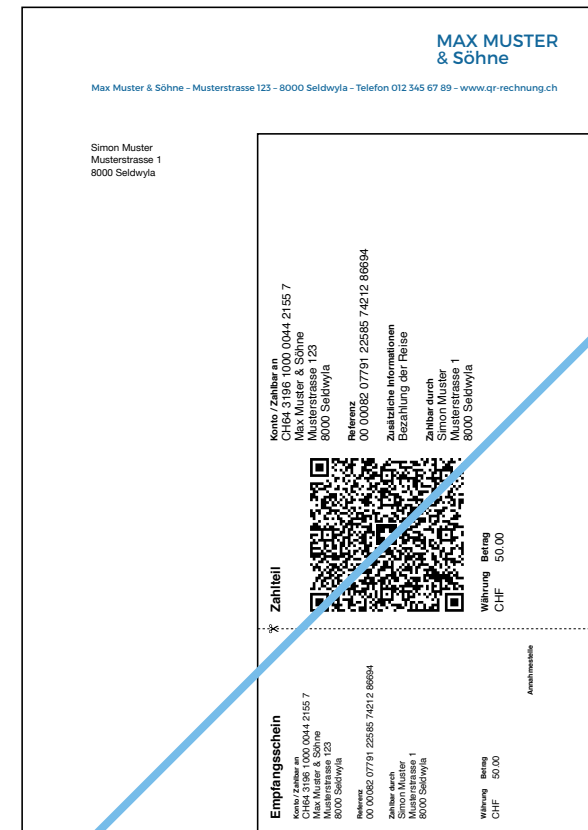 MAX MUSTER
& Söhne
Max Muster & Söhne – Musterstrasse 123 – 8000 Seldwyla – Telefon 012 345 67 89 – www.qr-rechnung.ch
Simon Muster
Musterstrasse 1
8000 Seldwyla
Zahlteil
Konto / Zahlbar an
CH64 3196 1000 0044 2155 7
Max Muster & Söhne
Musterstrasse 123
8000 Seldwyla
Referenz
00 00082 07791 22585 74212 86694
Zusätzliche Informationen
Bezahlung der Reise
Zahlbar durch
Simon Muster
Musterstrasse 1
8000 Seldwyla
Währung Betrag
CHF 50.00
Empfangsschein
Konto / Zahlbar an
CH64 3196 1000 0044 2155 7
Max Muster & Söhne
Musterstrasse 123
8000 Seldwyla
Referenz
00 00082 07791 22585 74212 86694
Zahlbar durch
Simon Muster
Musterstrasse 1
8000 Seldwyla
Währung Betrag
CHF 50.00
Annahmestelle